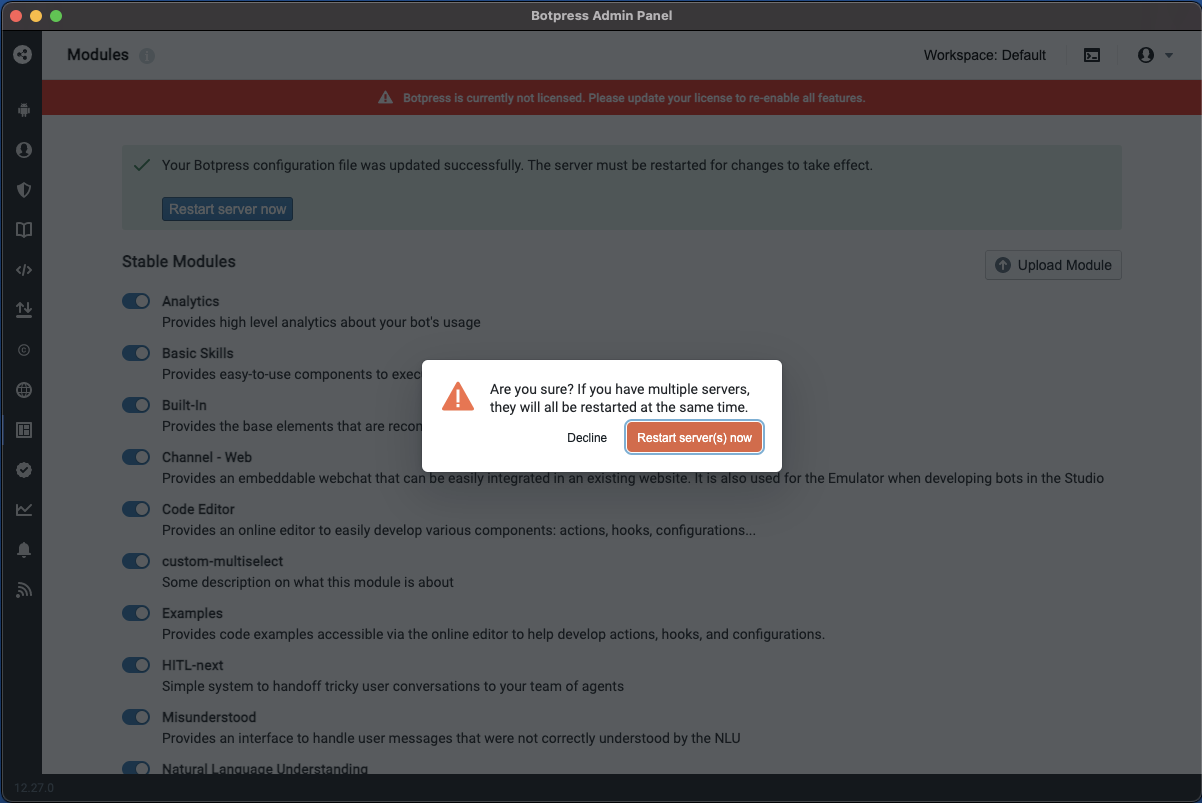 Botpress Admin Panel
Modules
Workspace: Default
Botpress is currently not licensed. Please update your license to re-enable all features.
Your Botpress configuration file was updated successfully. The server must be restarted for changes to take effect.
Restart server now
Stable Modules
Upload Module
Analytics
Provides high level analytics about your bot's usage
Basic Skills
Provides easy-to-use components to
Built-In
Provides the base elements that are
Are you sure? If you have multiple servers,
they will all be restarted at the same time.
Decline
Restart server(s) now
Channel - Web
Provides an embeddable webchat that can be easily integrated in an existing website. It is also used for the Emulator when developing bots in the Studio
Code Editor
Provides an online editor to easily develop various components: actions, hooks, configurations...
custom-multiselect
Some description on what this module is about
Examples
Provides code examples accessible via the online editor to help develop actions, hooks, and configurations.
HITL-next
Simple system to handoff tricky user conversations to your team of agents
Misunderstood
Provides an interface to handle user messages that were not correctly understood by the NLU
Natural Language Understanding
12.27.0